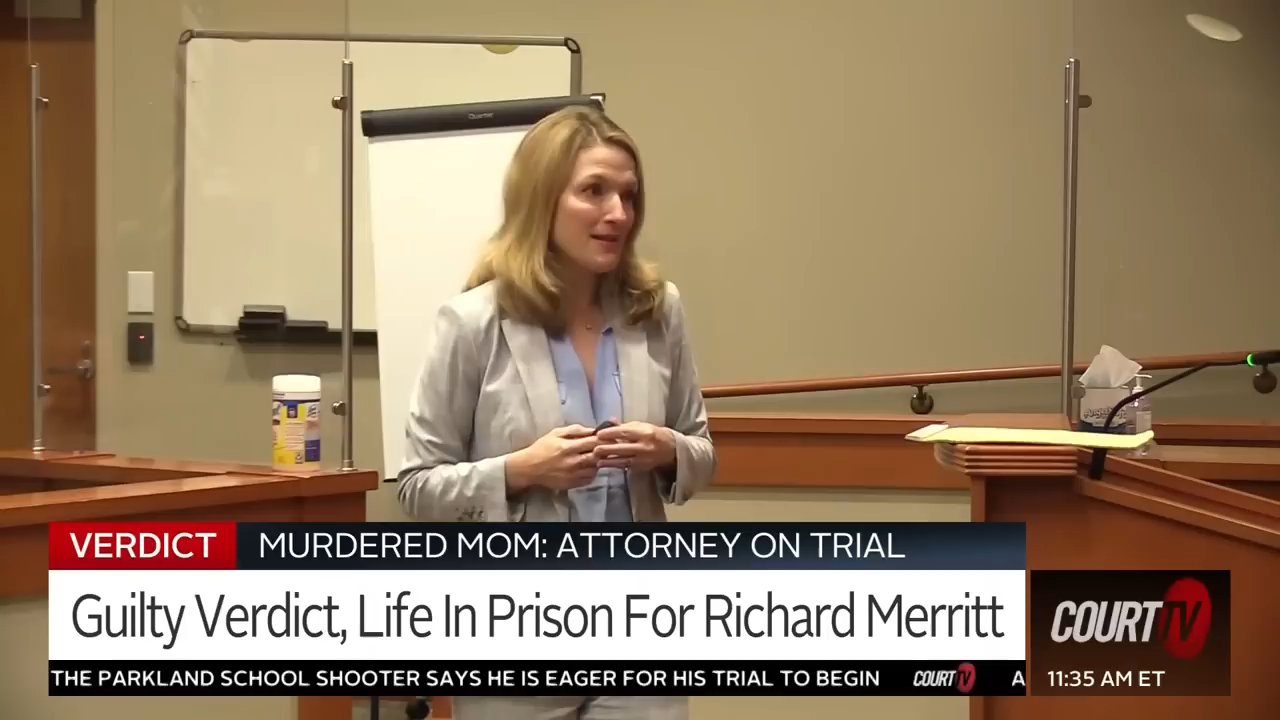 Quartet
VERDICT
MURDERED MOM: ATTORNEY ON TRIAL
Guilty Verdict, Life In Prison For Richard Merritt
COURT TV
THE PARKLAND SCHOOL SHOOTER SAYS HE IS EAGER FOR HIS TRIAL TO BEGIN
COURT TV
A
11:35 AM ET